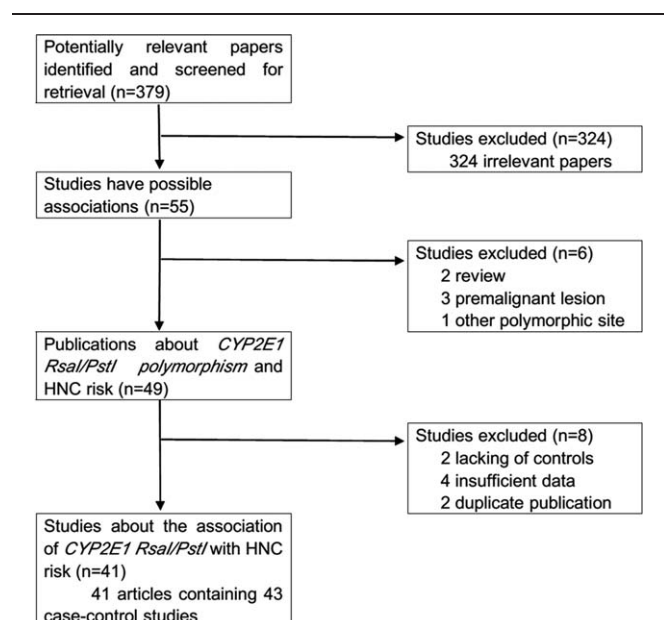 Potentially relevant papers
identified and screened for
retrieval (n=379)
Studies excluded (n=324)
324 irrelevant papers
Studies have possible
associations (n=55)
Studies excluded (n=6)
2 review
3 premalignant lesion
1 other polymorphic site
Publications about CYP2E1
RsaI/PstI polymorphism and
HNC risk (n=49)
Studies excluded (n=8)
2 lacking of controls
4 insufficient data
2 duplicate publication
Studies about the association
of CYP2E1 RsaI/PstI with HNC
risk (n=41)
41 articles containing 43
case-control studies